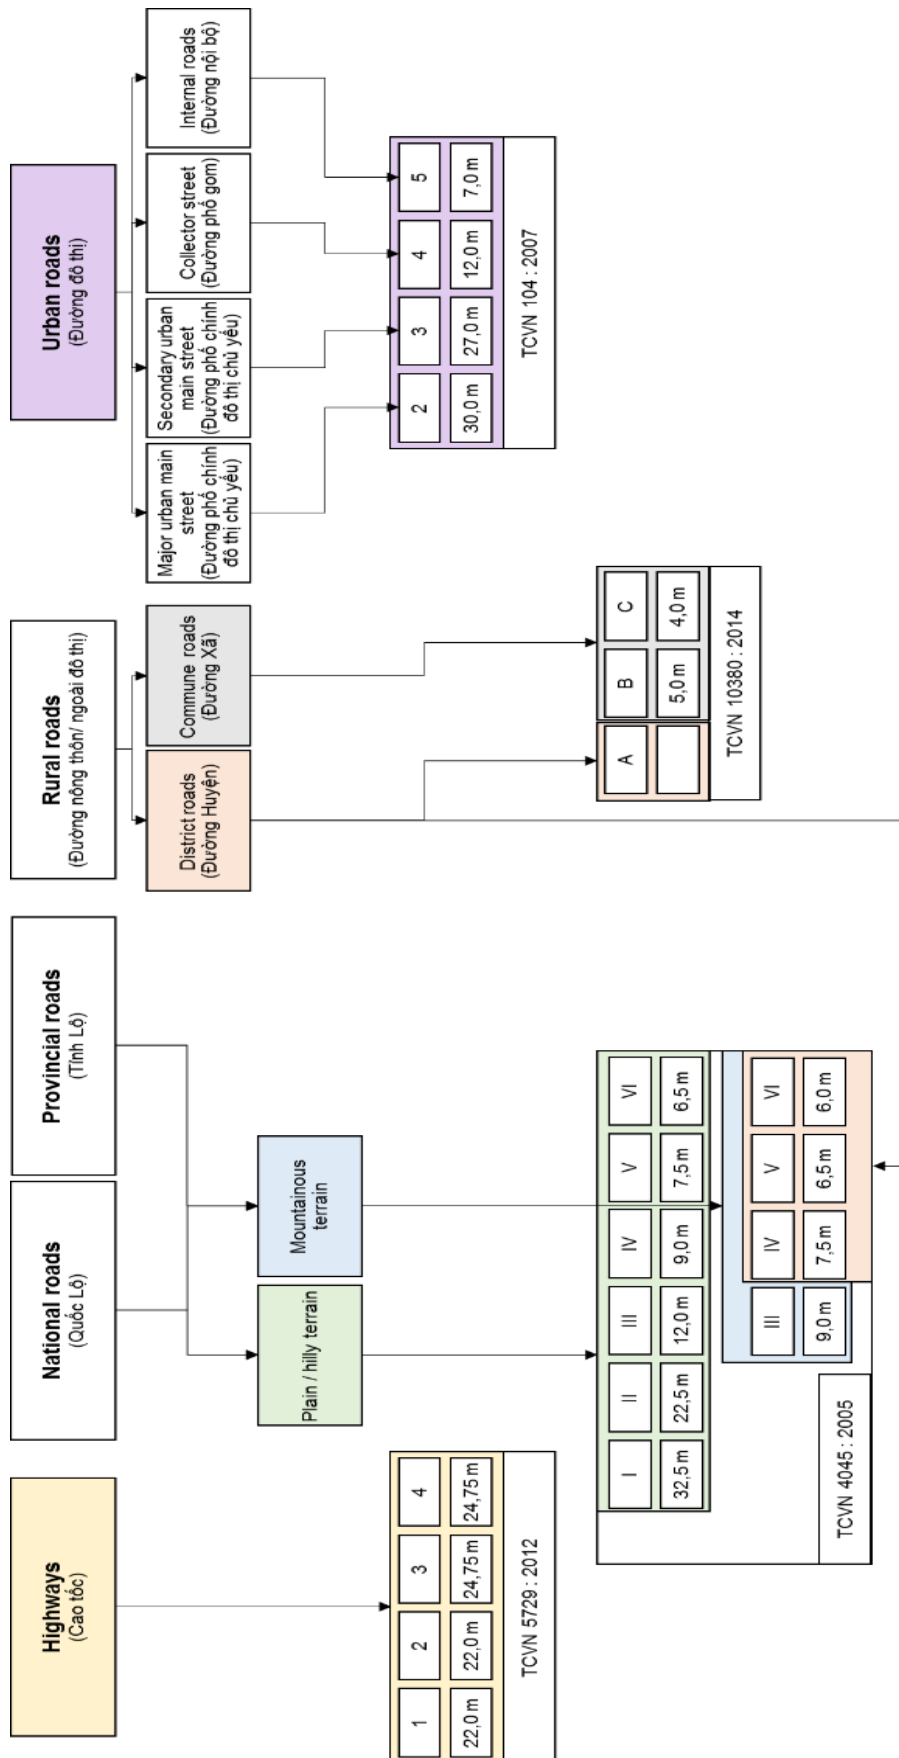 Highways
(Cao tốc)
National roads
(Quốc Lộ)
Provincial roads
(Tỉnh Lộ)
Rural roads
(Đường nông thôn/ ngoài đô thị)
Urban roads
(Đường đô thị)
District roads
(Đường Huyện)
Commune roads
(Đường Xã)
Major urban main
street
(Đường phố chính
đô thị chủ yếu)
Secondary urban
main street
(Đường phố chính
đô thị chủ yếu)
Collector street
(Đường phố gom)
Internal roads
(Đường nội bộ)
Plain / hilly terrain
Mountainous
terrain
1 2 3 4
22,0 m 22,0 m 24,75 m 24,75 m
TCVN 5729 : 2012
2 3 4 5
30,0 m 27,0 m 12,0 m 7,0 m
TCVN 104 : 2007
I II III IV V VI
32,5 m 22,5 m 12,0 m 9,0 m 7,5 m 6,5 m
A B C
5,0 m 4,0 m
TCVN 10380 : 2014
III IV V VI
9,0 m 7,5 m 6,5 m 6,0 m
TCVN 4045 : 2005